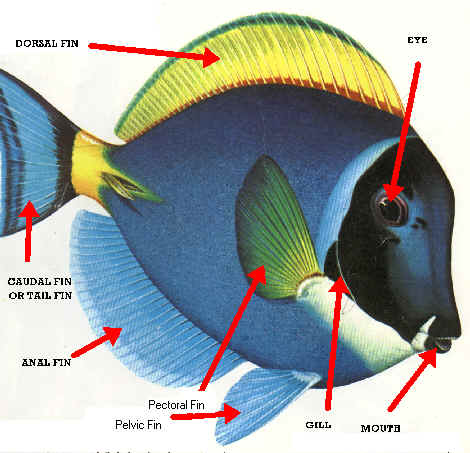 DORSAL FIN
EYE
CAUDAL FIN
OR TAIL FIN
ANAL FIN
Pectoral Fin
Pelvic Fin
GILL
MOUTH